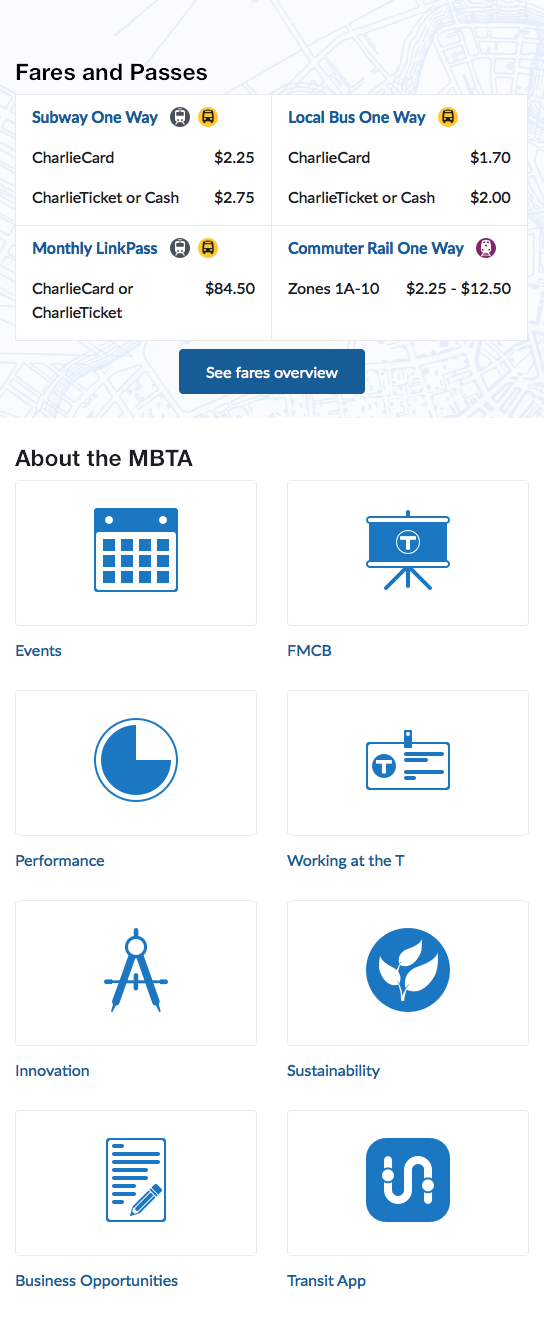 Fares and Passes
Subway One Way
CharlieCard $2.25
CharlieTicket or Cash $2.75
Local Bus One Way
CharlieCard $1.70
CharlieTicket or Cash $2.00
Monthly LinkPass
CharlieCard or $84.50
CharlieTicket
Commuter Rail One Way
Zones 1A-10 $2.25 - $12.50
See fares overview
About the MBTA
Events
T
FMCB
Performance
T
Working at the T
Innovation
Sustainability
Business Opportunities
Transit App